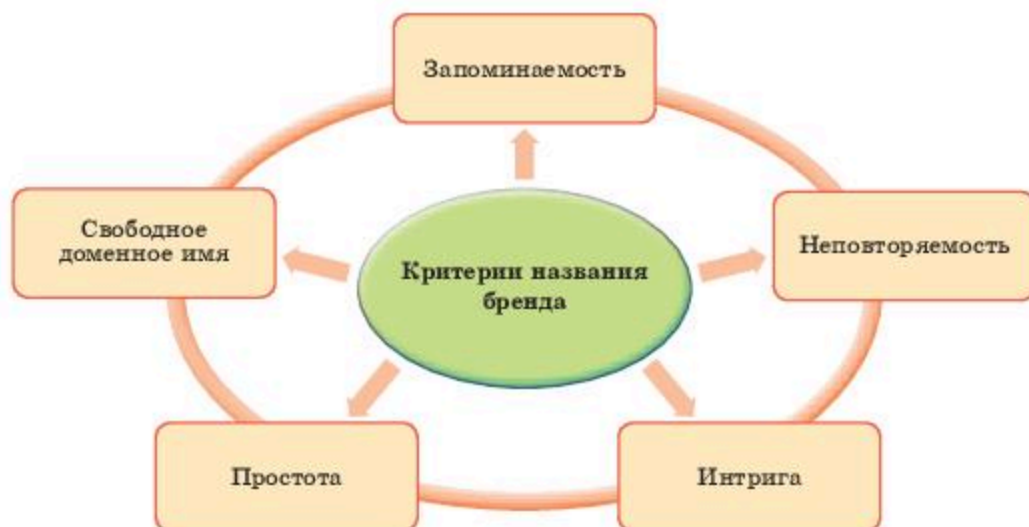 Запоминаемость
Свободное
доменное имя
Неповторяемость
Критерии названия
бренда
Простота
Интрига